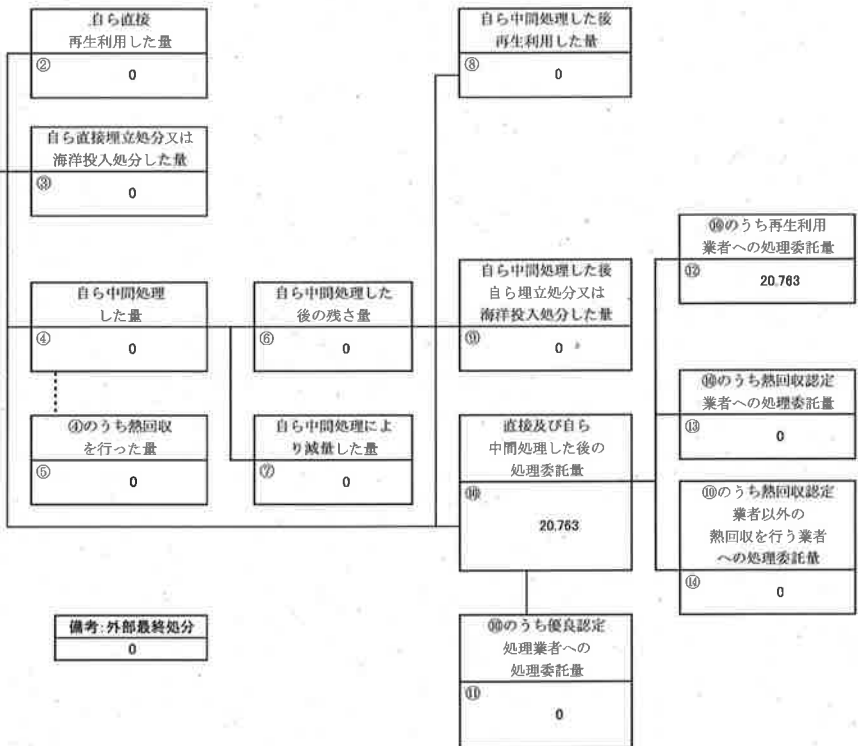 自ら直接
再生利用した量
②
0
自ら直接埋立処分又は
海洋投入処分した量
③
0
自ら中間処理
した量
④
0
④のうち熱回収
を行った量
⑤
0
自ら中間処理した
後の残さ量
⑥
0
自ら中間処理によ
り減量した量
⑦
0
自ら中間処理した後
再生利用した量
⑧
0
自ら中間処理した後
自ら埋立処分又は
海洋投入処分した量
⑨
0
直接及び自ら
中間処理した後の
処理委託量
⑩
20.763
⑩のうち優良認定
処理業者への
処理委託量
⑪
0
⑩のうち再生利用
業者への処理委託量
⑫
20.763
⑩のうち熱回収認定
業者への処理委託量
⑬
0
⑩のうち熱回収認定
業者以外の
熱回収を行う業者
への処理委託量
⑭
0
備考:外部最終処分
0